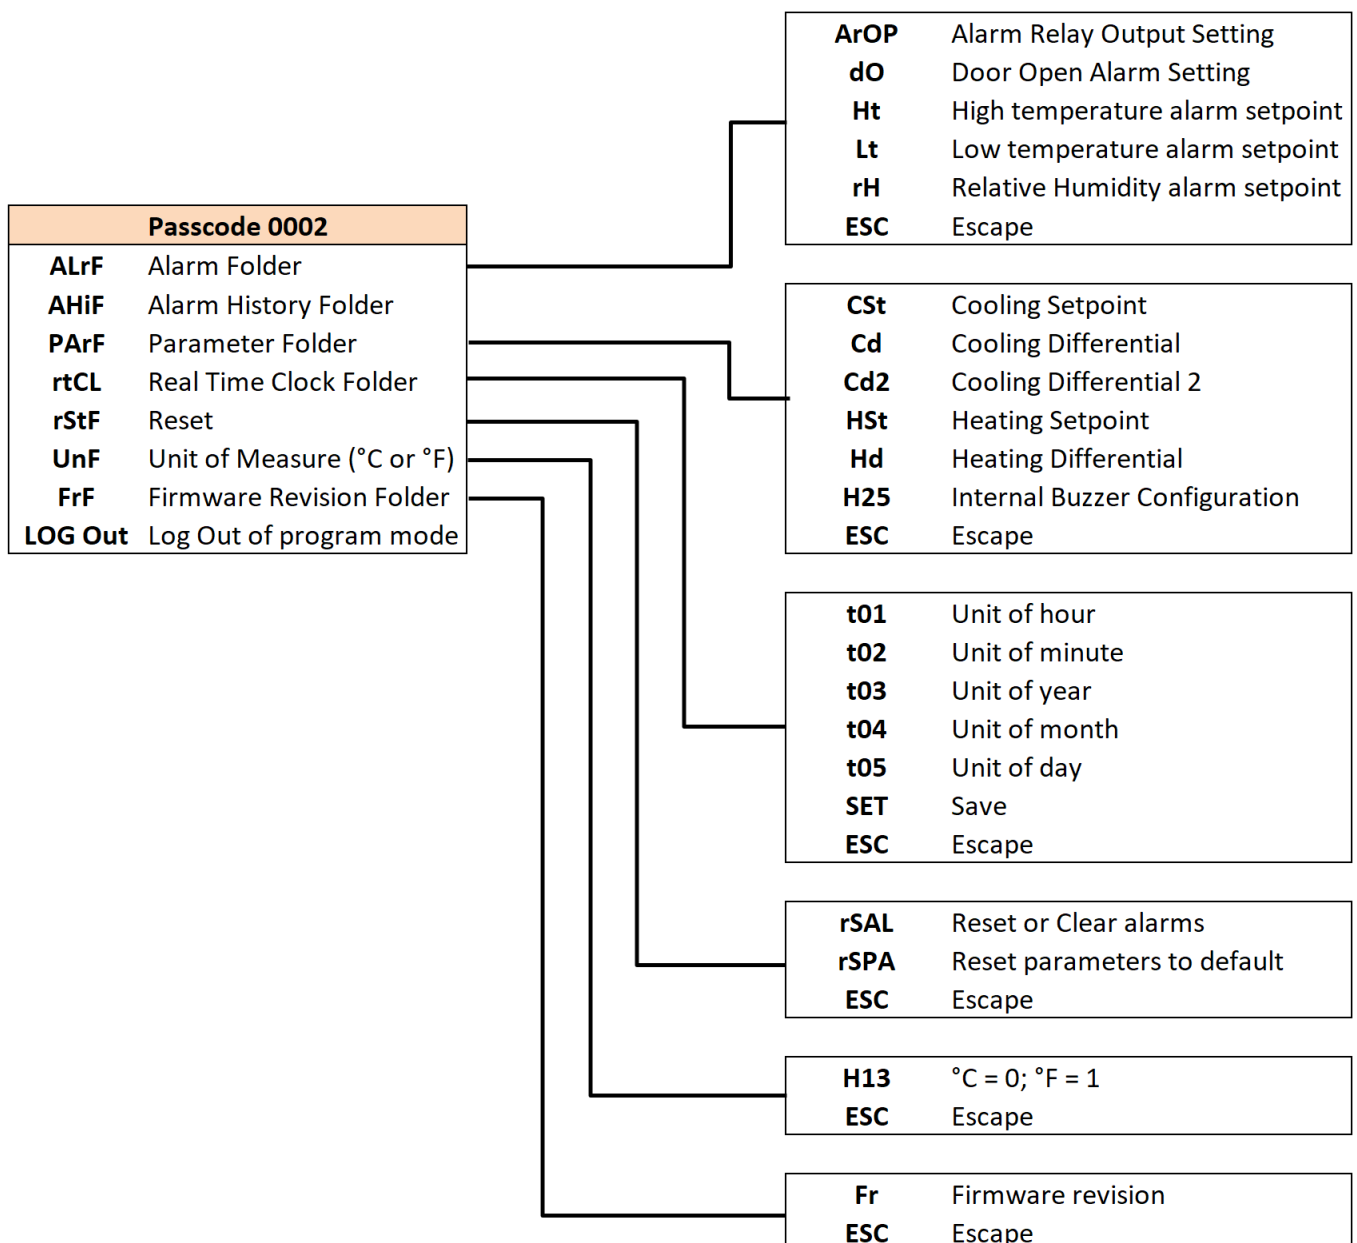 ArOP Alarm Relay Output Setting
dO Door Open Alarm Setting
Ht High temperature alarm setpoint
Lt Low temperature alarm setpoint
rH Relative Humidity alarm setpoint
ESC Escape
Passcode 0002
ALrF Alarm Folder
AHiF Alarm History Folder
PArF Parameter Folder
rtCL Real Time Clock Folder
rStF Reset
UnF Unit of Measure (°C or °F)
FrF Firmware Revision Folder
LOG Out Log Out of program mode
CSt Cooling Setpoint
Cd Cooling Differential
Cd2 Cooling Differential 2
HSt Heating Setpoint
Hd Heating Differential
H25 Internal Buzzer Configuration
ESC Escape
t01 Unit of hour
t02 Unit of minute
t03 Unit of year
t04 Unit of month
t05 Unit of day
SET Save
ESC Escape
rSAL Reset or Clear alarms
rSPA Reset parameters to default
ESC Escape
H13 °C = 0; °F = 1
ESC Escape
Fr Firmware revision
ESC Escape